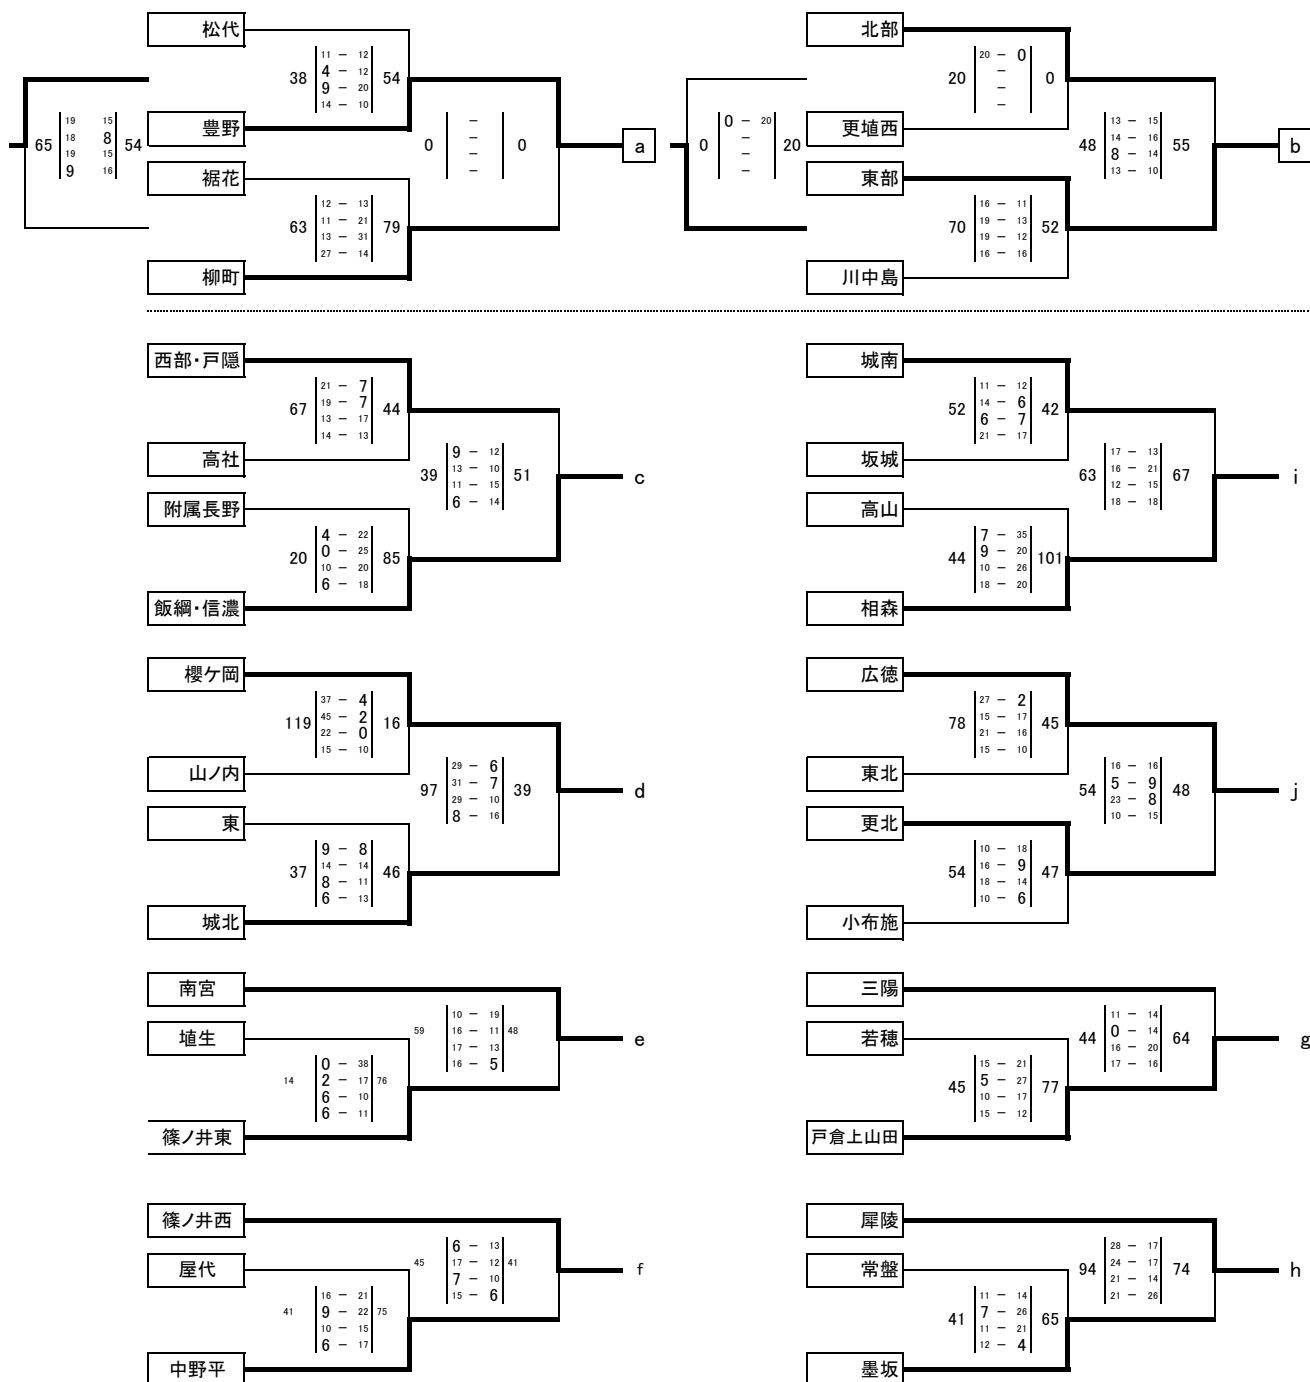 松代
11 － 12
38 4 － 12 54
9 － 20
14 － 10
豊野
19 15
65 18 8 54
19 15
9 16
0 － 0 a
－
－
－
裾花
12 － 13
63 11 － 21 79
13 － 31
27 － 14
柳町
北部
20 － 0
20 － 0
－
－
更埴西
0 － 20
0 － 20
－
－
13 － 15
48 14 － 16 55 b
8 － 14
13 － 10
東部
16 － 11
70 19 － 13 52
19 － 12
16 － 16
川中島
西部・戸隠
21 － 7
67 19 － 7 44
13 － 17
14 － 13
高社
9 － 12
39 13 － 10 51 c
11 － 15
6 － 14
附属長野
4 － 22
20 0 － 25 85
10 － 20
6 － 18
飯綱・信濃
城南
11 － 12
52 14 － 6 42
6 － 7
21 － 17
坂城
17 － 13
63 16 － 21 67 i
12 － 15
18 － 18
高山
7 － 35
44 9 － 20 101
10 － 26
18 － 20
相森
櫻ケ岡
37 － 4
119 45 － 2 16
22 － 0
15 － 10
山ノ内
29 － 6
97 31 － 7 39 d
29 － 10
8 － 16
東
9 － 8
37 14 － 14 46
8 － 11
6 － 13
城北
広徳
27 － 2
78 15 － 17 45
21 － 16
15 － 10
東北
16 － 16
54 5 － 9 48 j
23 － 8
10 － 15
更北
10 － 18
54 16 － 9 47
18 － 14
10 － 6
小布施
南宮
10 － 19
59 16 － 11 48 e
17 － 13
16 － 5
埴生
0 － 38
14 2 － 17 76
6 － 10
6 － 11
篠ノ井東
三陽
11 － 14
44 0 － 14 64 g
16 － 20
17 － 16
若穂
15 － 21
45 5 － 27 77
10 － 17
15 － 12
戸倉上山田
篠ノ井西
6 － 13
45 17 － 12 41 f
7 － 10
15 － 6
屋代
16 － 21
41 9 － 22 75
10 － 15
6 － 17
中野平
犀陵
28 － 17
94 24 － 17 74 h
21 － 14
21 － 26
常盤
11 － 14
41 7 － 26 65
11 － 21
12 － 4
墨坂